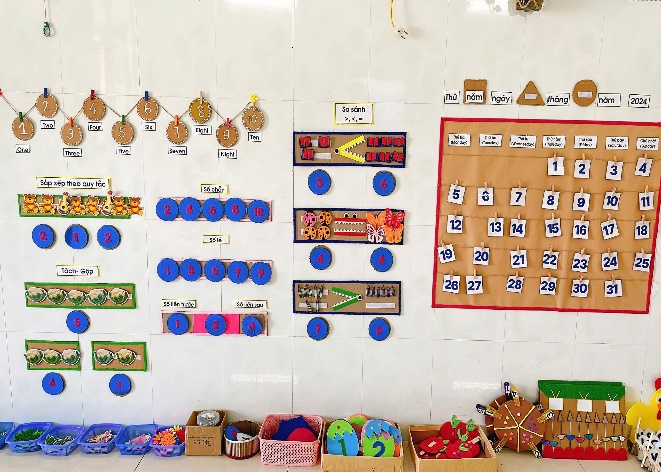 1 2 3 4 5 6 7 8 9 10
One Two Three Four Five Six Seven Eight Night Ten
Thứ năm ngày tháng năm 2024
So sánh
>, <, =
3 6
4 4
7 8
Sắp xếp theo quy tắc
2 1 2
Tách - Gộp
5
4 1
Số chẵn
2 4 6 8 10
Số lẻ
1 3 5 7 9
Số liền trước Số liền sau
1 2 3
1 2 3 4
5 6 7 8 9 10 11
12 13 14 15 16 17 18
19 20 21 22 23 24 25
26 27 28 29 30 31
1 2